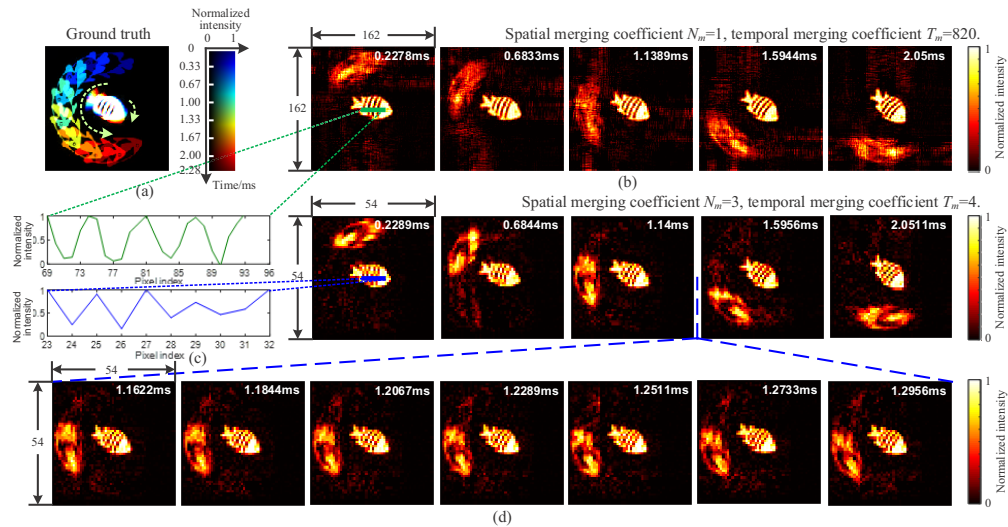 Ground truth
Normalized
intensity
0 1
0
0.33
0.67
1.00
1.33
1.67
2.00
2.28
Time/ms
(a)
162
162
Spatial merging coefficient Nm=1, temporal merging coefficient Tm=820.
0.2278ms
0.6833ms
1.1389ms
1.5944ms
2.05ms
1
0
Normalized intensity
(b)
Normalized
intensity
1
0.5
0
69 73 77 81 85 89 93 96
Pixel index
Normalized
intensity
1
0.5
0
23 24 25 26 27 28 29 30 31 32
Pixel index
(c)
54
54
Spatial merging coefficient Nm=3, temporal merging coefficient Tm=4.
0.2289ms
0.6844ms
1.14ms
1.5956ms
2.0511ms
1
0
Normalized intensity
54
54
1.1622ms
1.1844ms
1.2067ms
1.2289ms
1.2511ms
1.2733ms
1.2956ms
1
0
Normalized intensity
(d)